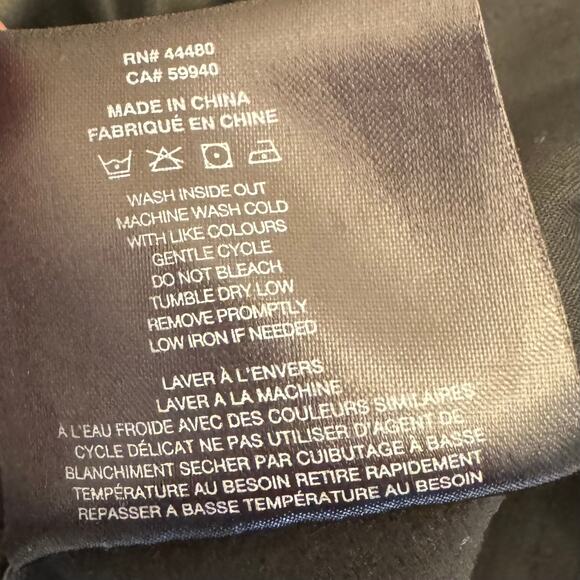 RN# 44480
CA# 59940
MADE IN CHINA
FABRIQUÉ EN CHINE
WASH INSIDE OUT
MACHINE WASH COLD
WITH LIKE COLOURS
GENTLE CYCLE
DO NOT BLEACH
TUMBLE DRY LOW
REMOVE PROMPTLY
LOW IRON IF NEEDED
LAVER À L'ENVERS
LAVER A LA MACHINE
A L'EAU FROIDE AVEC DES COULEURS SIMILAIRES
CYCLE DÉLICAT NE PAS UTILISER D'AGENT DE
BLANCHIMENT SECHER PAR CUIBUTAGE À BASSE
TEMPÉRATURE AU BESOIN RETIRE RAPIDEMENT
REPASSER A BASSE TEMPÉRATURE AU BESOIN